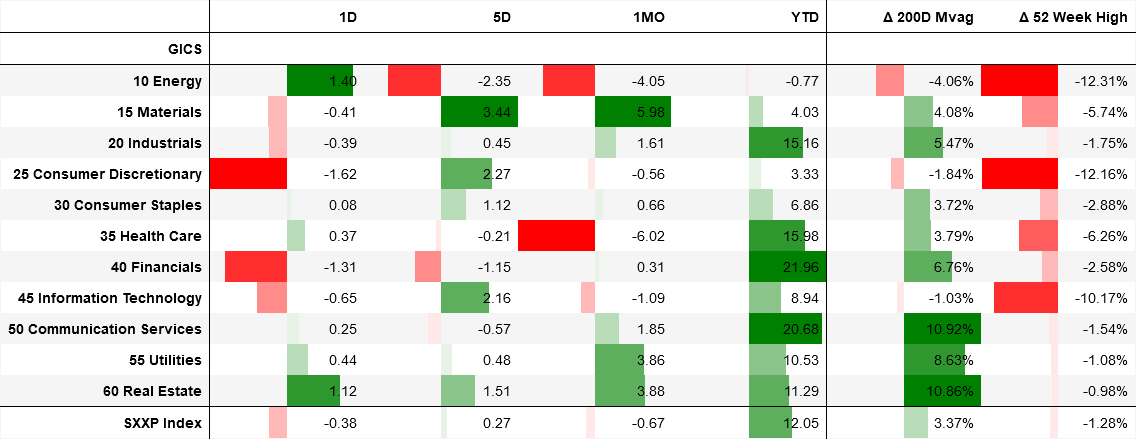 1D 5D 1MO YTD Δ 200D Mvag Δ 52 Week High
GICS
10 Energy 1.40 -2.35 -4.05 -0.77 -4.06% -12.31%
15 Materials -0.41 3.44 5.98 4.03 4.08% -5.74%
20 Industrials -0.39 0.45 1.61 15.16 5.47% -1.75%
25 Consumer Discretionary -1.62 2.27 -0.56 3.33 -1.84% -12.16%
30 Consumer Staples 0.08 1.12 0.66 6.86 3.72% -2.88%
35 Health Care 0.37 -0.21 -6.02 15.98 3.79% -6.26%
40 Financials -1.31 -1.15 0.31 21.96 6.76% -2.58%
45 Information Technology -0.65 2.16 -1.09 8.94 -1.03% -10.17%
50 Communication Services 0.25 -0.57 1.85 20.68 10.92% -1.54%
55 Utilities 0.44 0.48 3.86 10.53 8.63% -1.08%
60 Real Estate 1.12 1.51 3.88 11.29 10.86% -0.98%
SXXP Index -0.38 0.27 -0.67 12.05 3.37% -1.28%